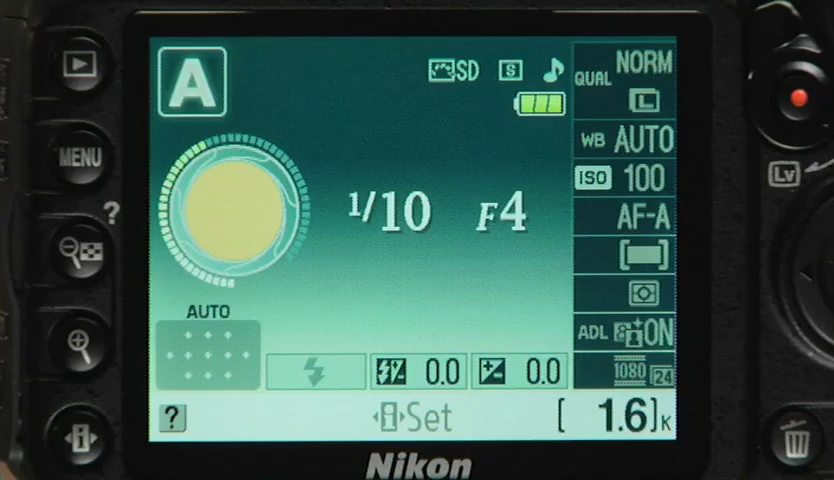 A
SD S
QUAL NORM
L
MENU
WB AUTO
ISO 100
AF-A
1/10 F4
?
Lv
AUTO
ADL ON
1080 24
0.0 0.0
? i Set [1.6]K
i
Nikon